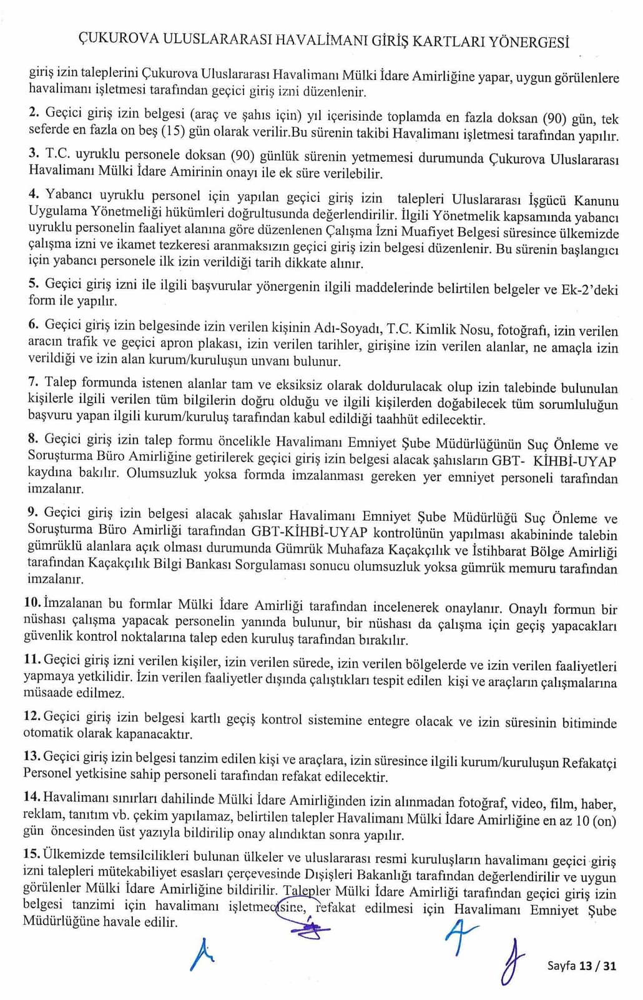 ÇUKUROVA ULUSLARARASI HAVALİMANI GİRİŞ KARTLARI YÖNERGESİ
giriş izin taleplerini Çukurova Uluslararası Havalimanı Mülki İdare Amirliğine yapar, uygun görülenlere
havalimanı işletmesi tarafından geçici giriş izni düzenlenir.
2. Geçici giriş izin belgesi (araç ve şahıs için) yıl içerisinde toplamda en fazla doksan (90) gün, tek
seferde en fazla on beş (15) gün olarak verilir.Bu sürenin takibi Havalimanı işletmesi tarafından yapılır.
3. T.C. uyruklu personele doksan (90) günlük sürenin yetmemesi durumunda Çukurova Uluslararası
Havalimanı Mülki İdare Amirinin onayı ile ek süre verilebilir.
4. Yabancı uyruklu personel için yapılan geçici giriş izin talepleri Uluslararası İşgücü Kanunu
Uygulama Yönetmeliği hükümleri doğrultusunda değerlendirilir. İlgili Yönetmelik kapsamında yabancı
uyruklu personelin faaliyet alanına göre düzenlenen Çalışma İzni Muafiyet Belgesi süresince ülkemizde
çalışma izni ve ikamet tezkeresi aranmaksızın geçici giriş izin belgesi düzenlenir. Bu sürenin başlangıcı
için yabancı personele ilk izin verildiği tarih dikkate alınır.
5. Geçici giriş izni ile ilgili başvurular yönergenin ilgili maddelerinde belirtilen belgeler ve Ek-2’deki
form ile yapılır.
6. Geçici giriş izin belgesinde izin verilen kişinin Adı-Soyadı, T.C. Kimlik Nosu, fotoğrafı, izin verilen
aracın trafik ve geçici apron plakası, izin verilen tarihler, girişine izin verilen alanlar, ne amaçla izin
verildiği ve izin alan kurum/kuruluşun unvanı bulunur.
7. Talep formunda istenen alanlar tam ve eksiksiz olarak doldurulacak olup izin talebinde bulunulan
kişilerle ilgili verilen tüm bilgilerin doğru olduğu ve ilgili kişilerden doğabilecek tüm sorumluluğun
başvuru yapan ilgili kurum/kuruluş tarafından kabul edildiği taahhüt edilecektir.
8. Geçici giriş izin talep formu öncelikle Havalimanı Emniyet Şube Müdürlüğünün Suç Önleme ve
Soruşturma Büro Amirliğine getirilerek geçici giriş izin belgesi alacak şahısların GBT- KİHBİ-UYAP
kaydına bakılır. Olumsuzluk yoksa formda imzalanması gereken yer emniyet personeli tarafından
imzalanır.
9. Geçici giriş izin belgesi alacak şahıslar Havalimanı Emniyet Şube Müdürlüğü Suç Önleme ve
Soruşturma Büro Amirliği tarafından GBT-KİHBİ-UYAP kontrolünün yapılması akabininde talebin
gümrüklü alanlara açık olması durumunda Gümrük Muhafaza Kaçakçılık ve İstihbarat Bölge Amirliği
tarafından Kaçakçılık Bilgi Bankası Sorgulaması sonucu olumsuzluk yoksa gümrük memuru tarafından
imzalanır.
10. İmzalanan bu formlar Mülki İdare Amirliği tarafından incelenerek onaylanır. Onaylı formun bir
nüshası çalışma yapacak personelin yanında bulunur, bir nüshası da çalışma için geçiş yapacakları
güvenlik kontrol noktalarına talep eden kuruluş tarafından bırakılır.
11. Geçici giriş izni verilen kişiler, izin verilen sürede, izin verilen bölgelerde ve izin verilen faaliyetleri
yapmaya yetkilidir. İzin verilen faaliyetler dışında çalıştıkları tespit edilen kişi ve araçların çalışmalarına
müsaade edilmez.
12. Geçici giriş izin belgesi kartlı geçiş kontrol sistemine entegre olacak ve izin süresinin bitiminde
otomatik olarak kapanacaktır.
13. Geçici giriş izin belgesi tanzim edilen kişi ve araçlara, izin süresince ilgili kurum/kuruluşun Refakatçi
Personel yetkisine sahip personeli tarafından refakat edilecektir.
14. Havalimanı sınırları dahilinde Mülki İdare Amirliğinden izin alınmadan fotoğraf, video, film, haber,
reklam, tanıtım vb. çekim yapılamaz, belirtilen talepler Havalimanı Mülki İdare Amirliğine en az 10 (on)
gün öncesinden üst yazıyla bildirilip onay alındıktan sonra yapılır.
15. Ülkemizde temsilcilikleri bulunan ülkeler ve uluslararası resmi kuruluşların havalimanı geçici giriş
izni talepleri mütekabiliyet esasları çerçevesinde Dışişleri Bakanlığı tarafından değerlendirilir ve uygun
görülenler Mülki İdare Amirliğine bildirilir. Talepler Mülki İdare Amirliği tarafından geçici giriş izin
belgesi tanzimi için havalimanı işletmecisine, refakat edilmesi için Havalimanı Emniyet Şube
Müdürlüğüne havale edilir.
Sayfa 13 / 31